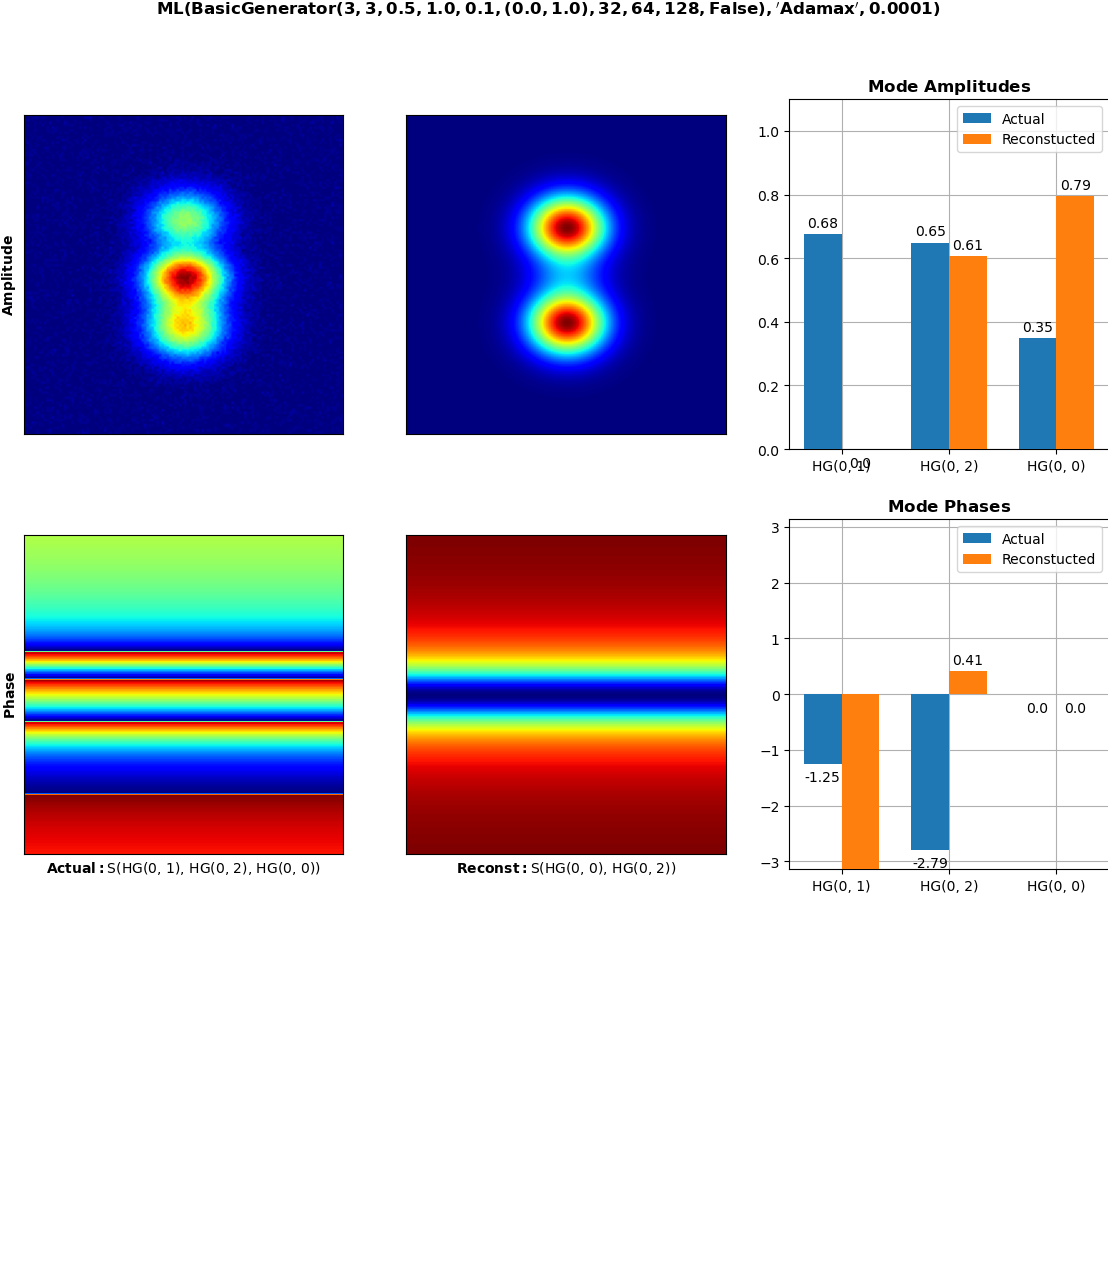 ML(BasicGenerator(3, 3, 0.5, 1.0, 0.1, (0.0, 1.0), 32, 64, 128, False), ′Adamax′, 0.0001)
Amplitude
Mode Amplitudes
Actual
Reconstucted
1.0
0.8
0.6
0.4
0.2
0.0
0.68
0.0
0.65
0.61
0.35
0.79
HG(0, 1)
HG(0, 2)
HG(0, 0)
Phase
Actual: S(HG(0, 1), HG(0, 2), HG(0, 0))
Reconst: S(HG(0, 0), HG(0, 2))
Mode Phases
Actual
Reconstucted
3
2
1
0
−1
−2
−3
-1.25
-2.79
0.41
0.0
0.0
HG(0, 1)
HG(0, 2)
HG(0, 0)